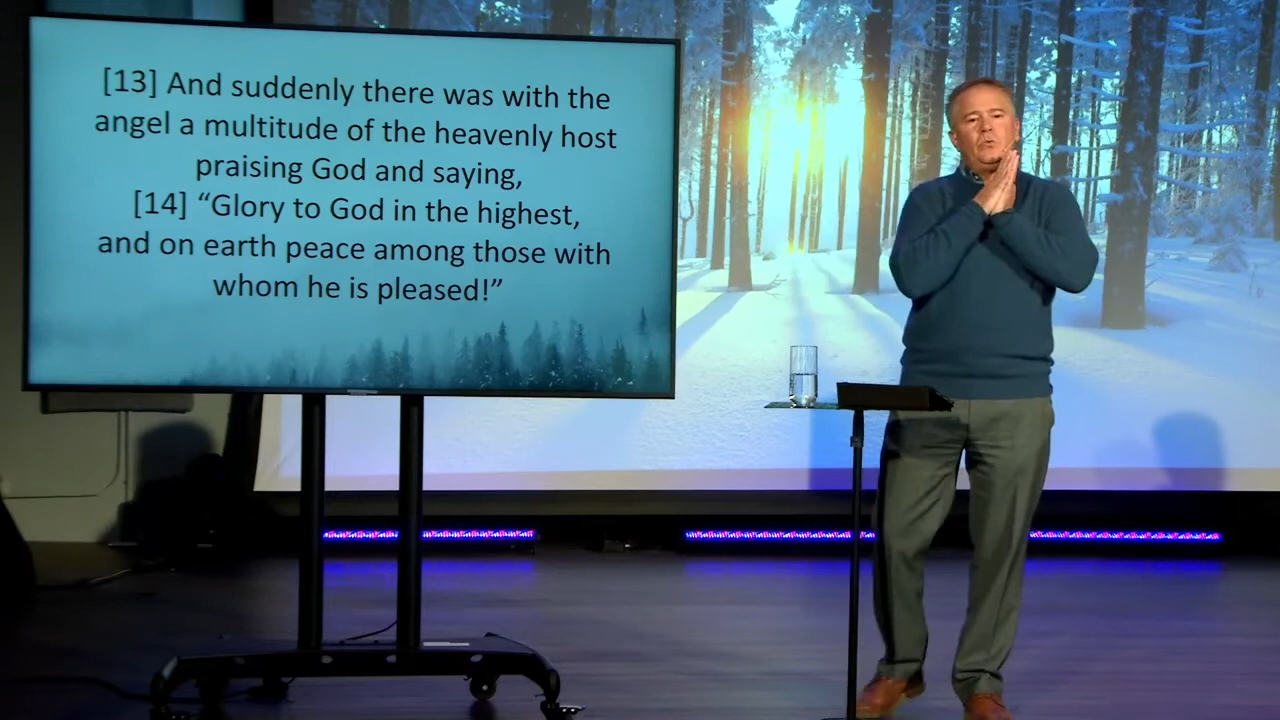 [13] And suddenly there was with the
angel a multitude of the heavenly host
praising God and saying,
[14] “Glory to God in the highest,
and on earth peace among those with
whom he is pleased!”